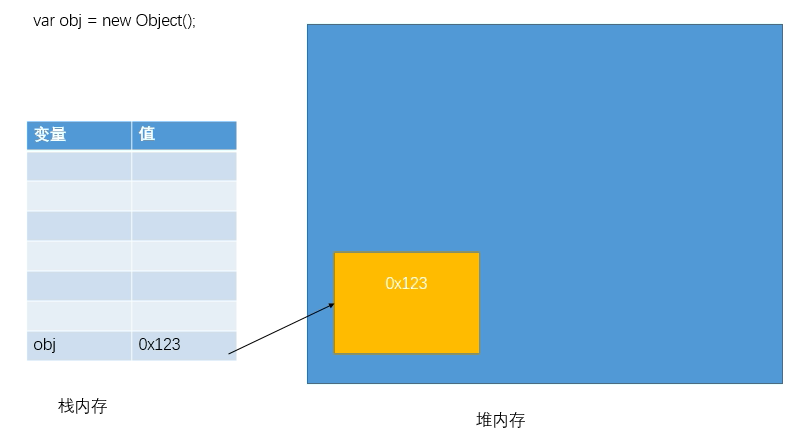 var obj = new Object();
变量 值
0x123
obj 0x123
栈内存
堆内存